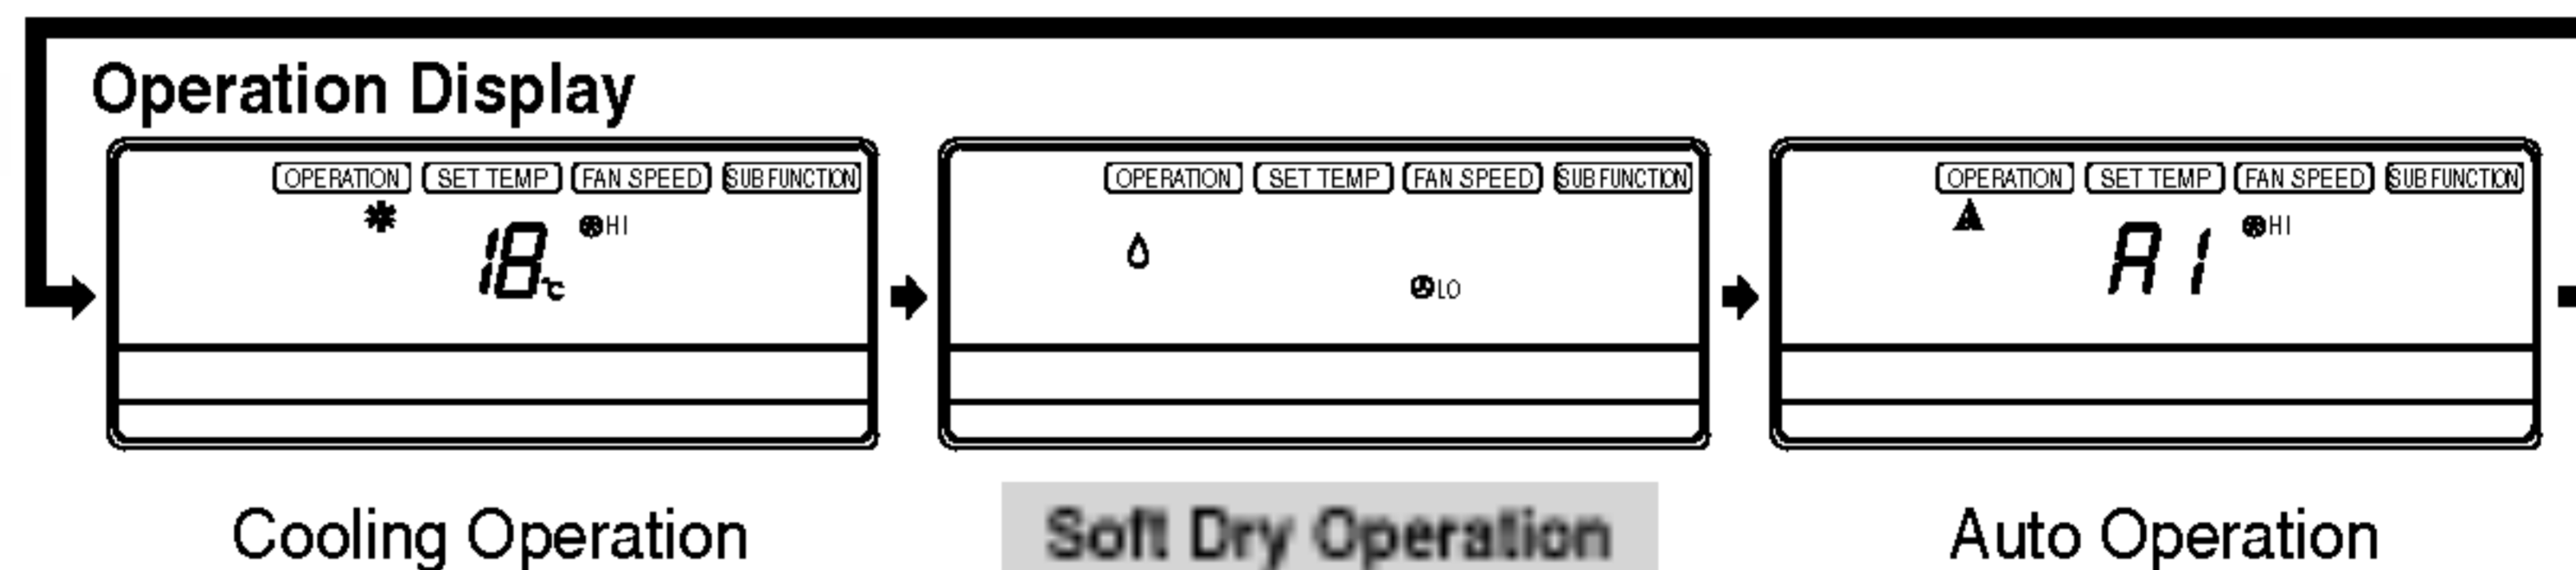 Operation Display
OPERATION SET TEMP FAN SPEED SUB FUNCTION
18°C HI
OPERATION SET TEMP FAN SPEED SUB FUNCTION
LO
OPERATION SET TEMP FAN SPEED SUB FUNCTION
A1 HI
Cooling Operation
Soft Dry Operation
Auto Operation